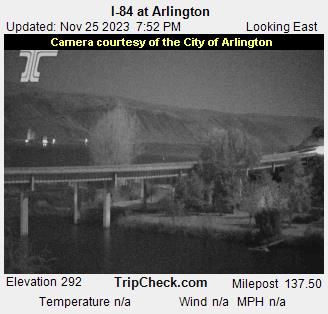 I-84 at Arlington
Updated: Nov 25 2023 7:52 PM Looking East
Camera courtesy of the City of Arlington
Elevation 292 TripCheck.com Milepost 137.50
Temperature n/a Wind n/a MPH n/a